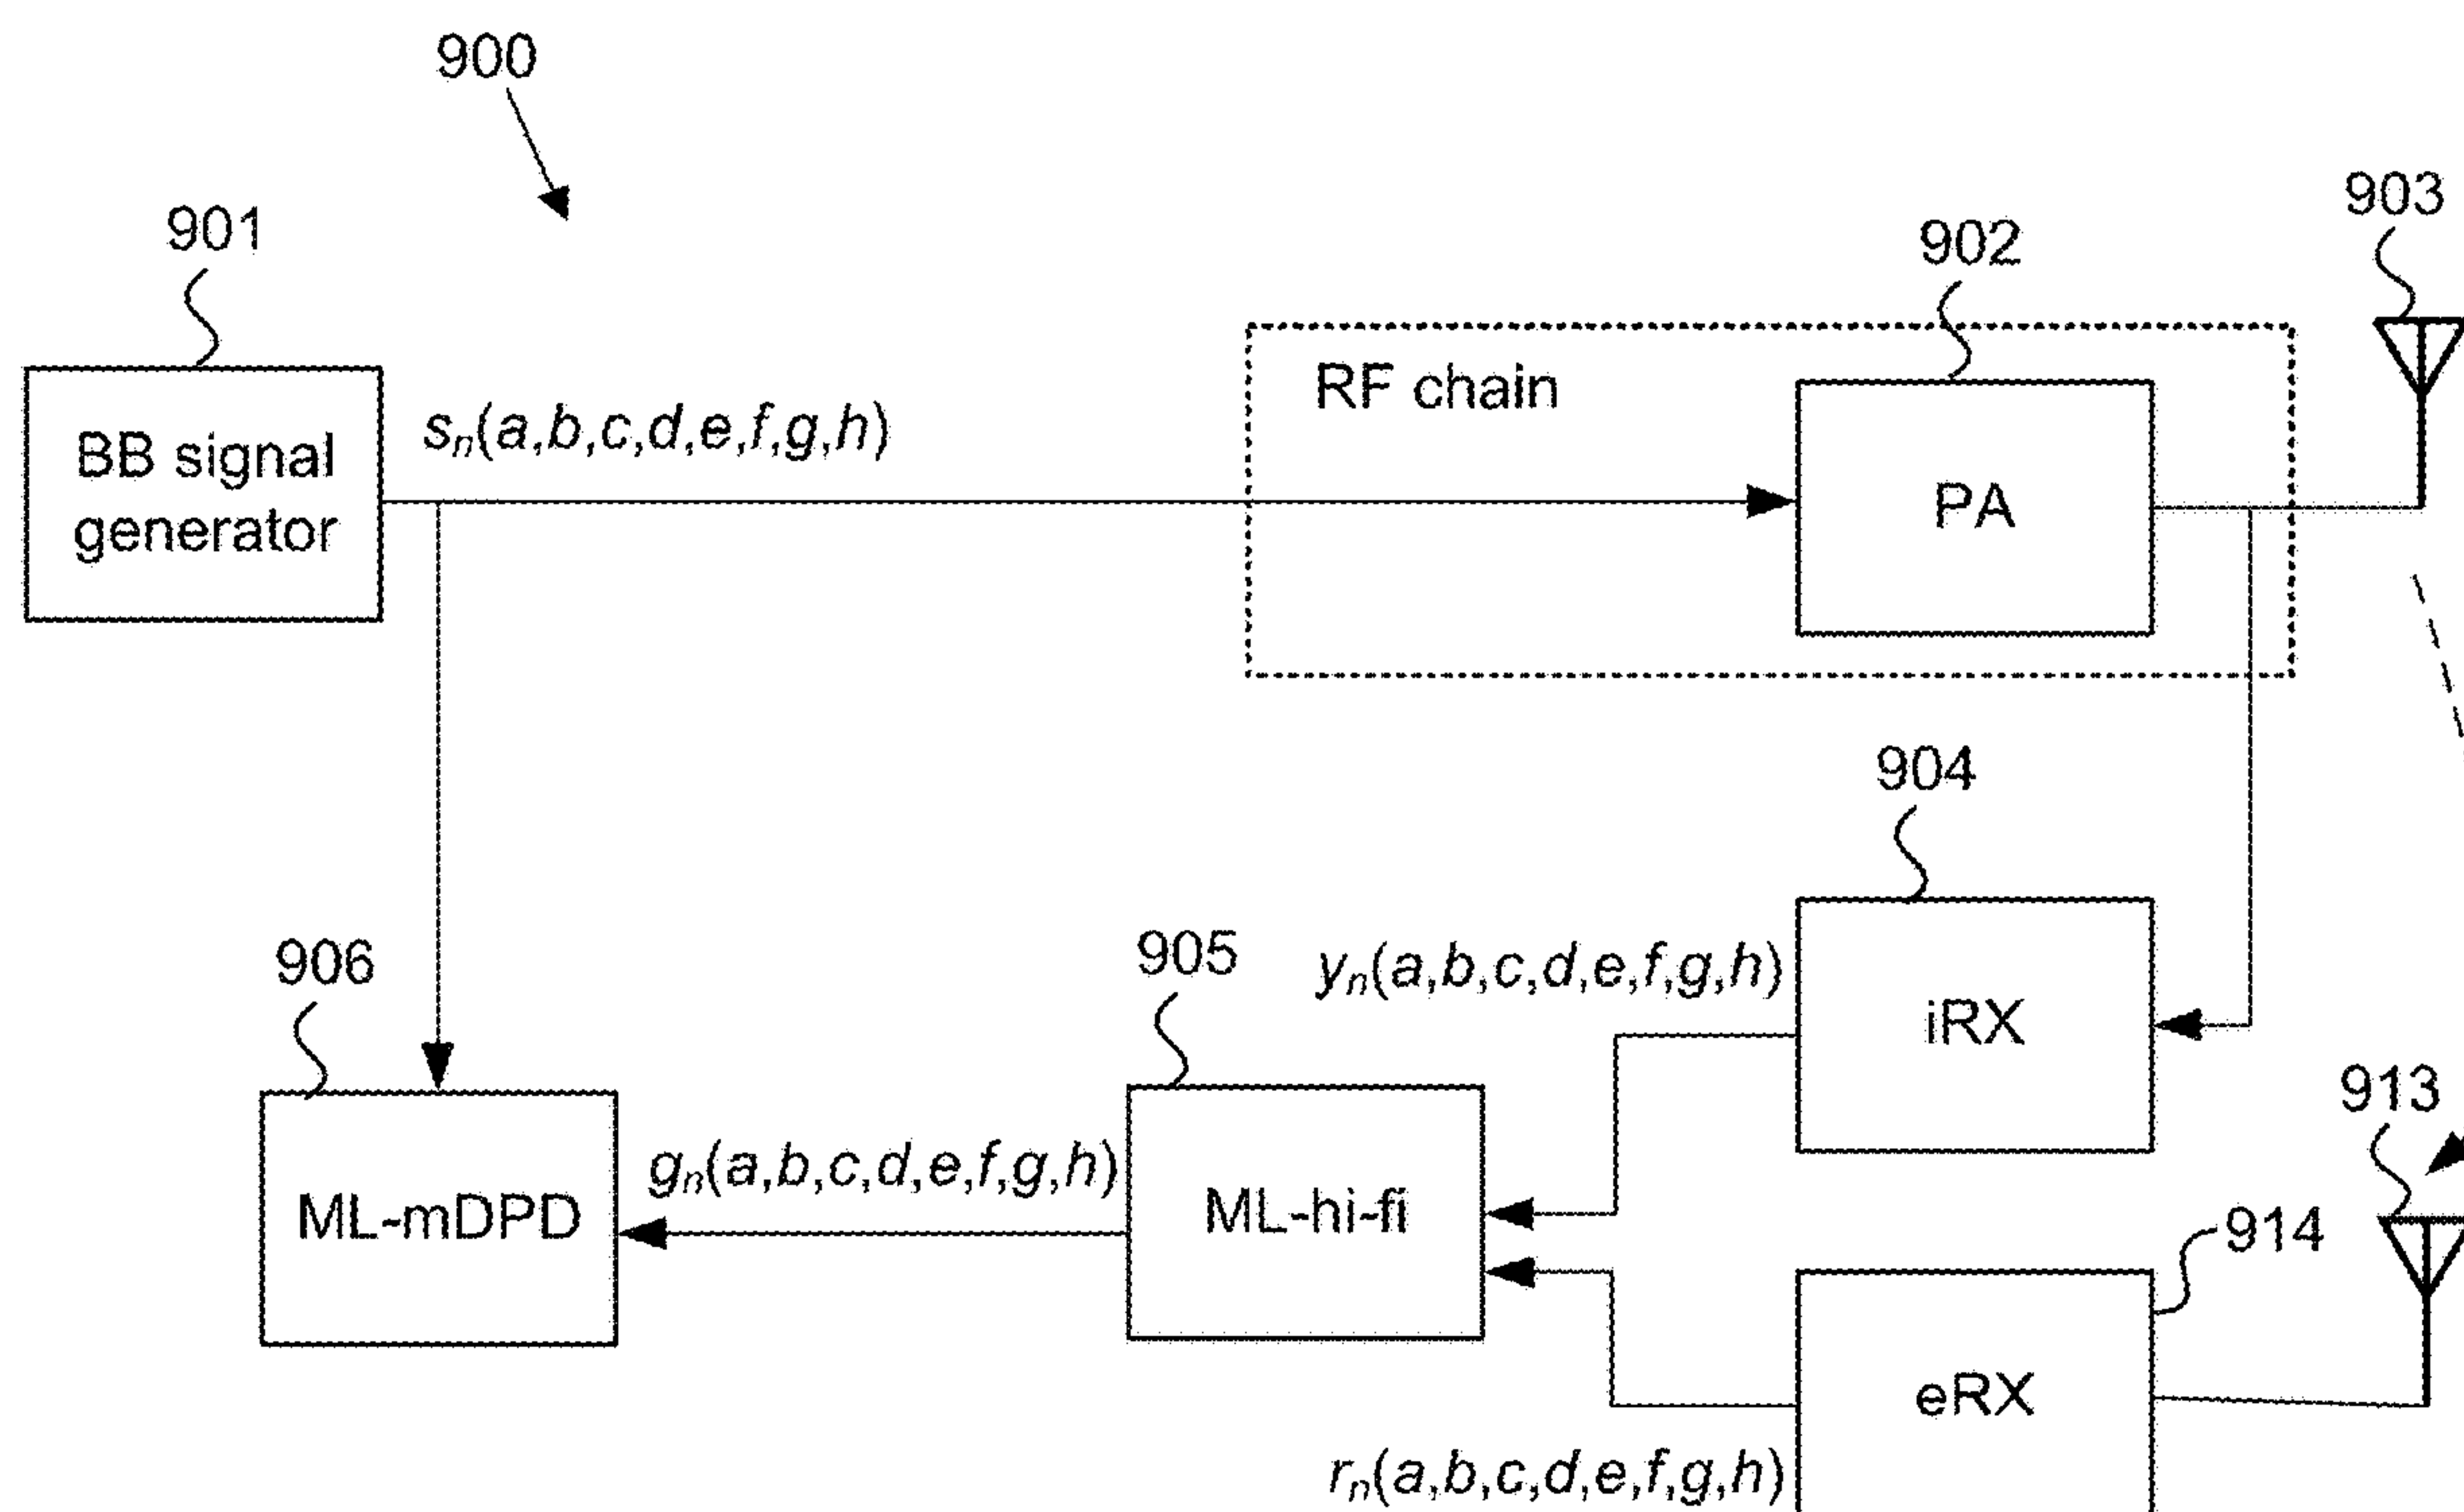 900
901
902
903
RF chain
BB signal
generator
sₙ(a,b,c,d,e,f,g,h)
PA
904
906
905
yₙ(a,b,c,d,e,f,g,h)
iRX
913
gₙ(a,b,c,d,e,f,g,h)
ML-mDPD
ML-hi-fi
914
eRX
rₙ(a,b,c,d,e,f,g,h)